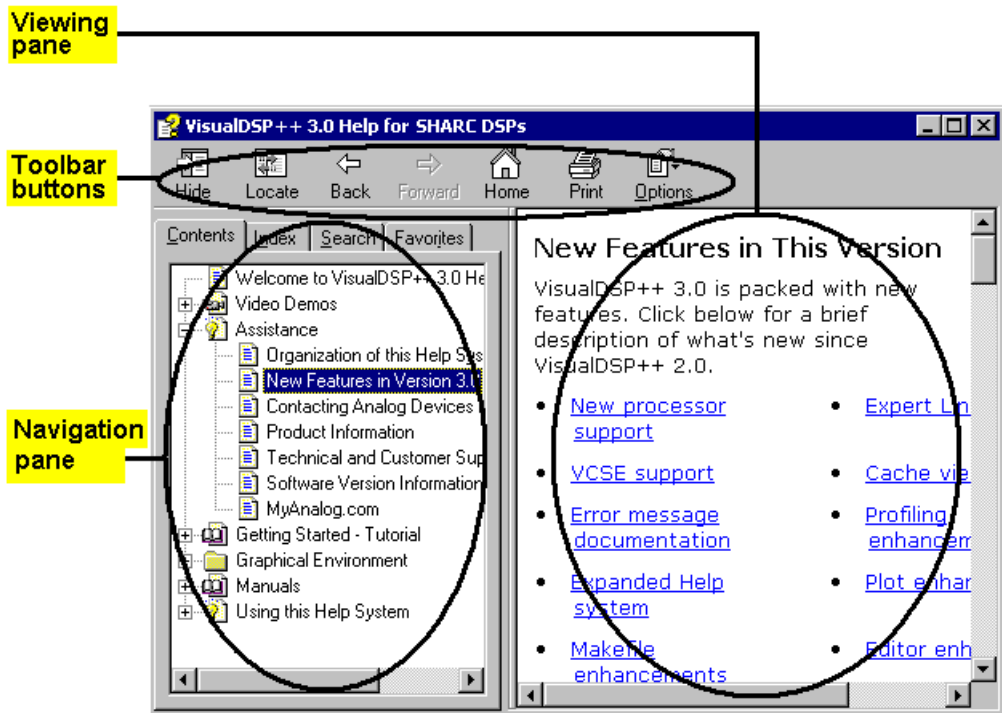 Viewing
pane
VisualDSP++ 3.0 Help for SHARC DSPs
Toolbar
buttons
Hide Locate Back Forward Home Print Options
Contents Index Search Favorites
Welcome to VisualDSP++ 3.0 He
Video Demos
Assistance
Organization of this Help Sys
New Features in Version 3.0
Contacting Analog Devices
Product Information
Technical and Customer Sup
Software Version Information
MyAnalog.com
Getting Started - Tutorial
Graphical Environment
Manuals
Using this Help System
Navigation
pane
New Features in This Version
VisualDSP++ 3.0 is packed with new
features. Click below for a brief
description of what's new since
VisualDSP++ 2.0.
• New processor
support
• Expert Lin
• VCSE support
• Cache vie
• Error message
documentation
• Profiling
enhancem
• Expanded Help
system
• Plot enhan
• Makefile
enhancements
• Editor enh